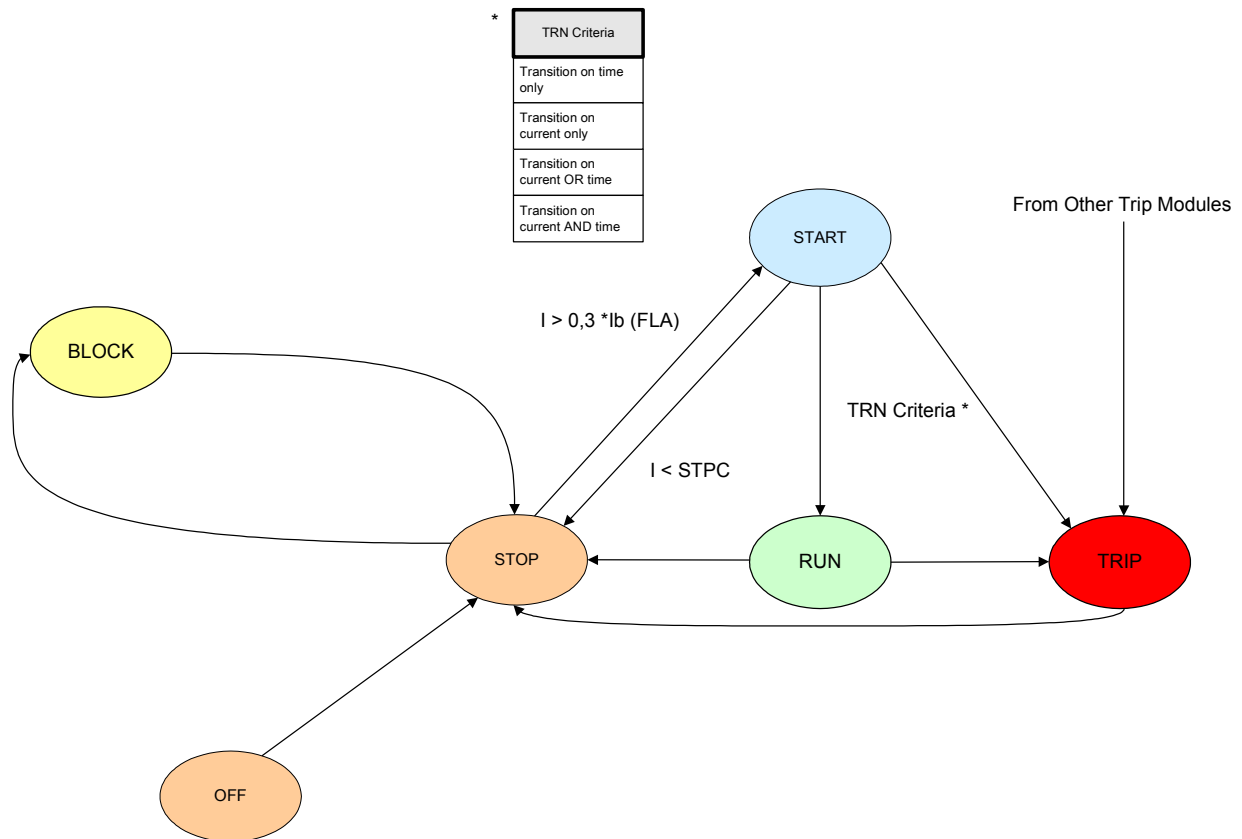 *
TRN Criteria
Transition on time
only
Transition on
current only
Transition on
current OR time
Transition on
current AND time
From Other Trip Modules
START
I > 0,3 *Ib (FLA)
BLOCK
TRN Criteria *
I < STPC
STOP
RUN
TRIP
OFF